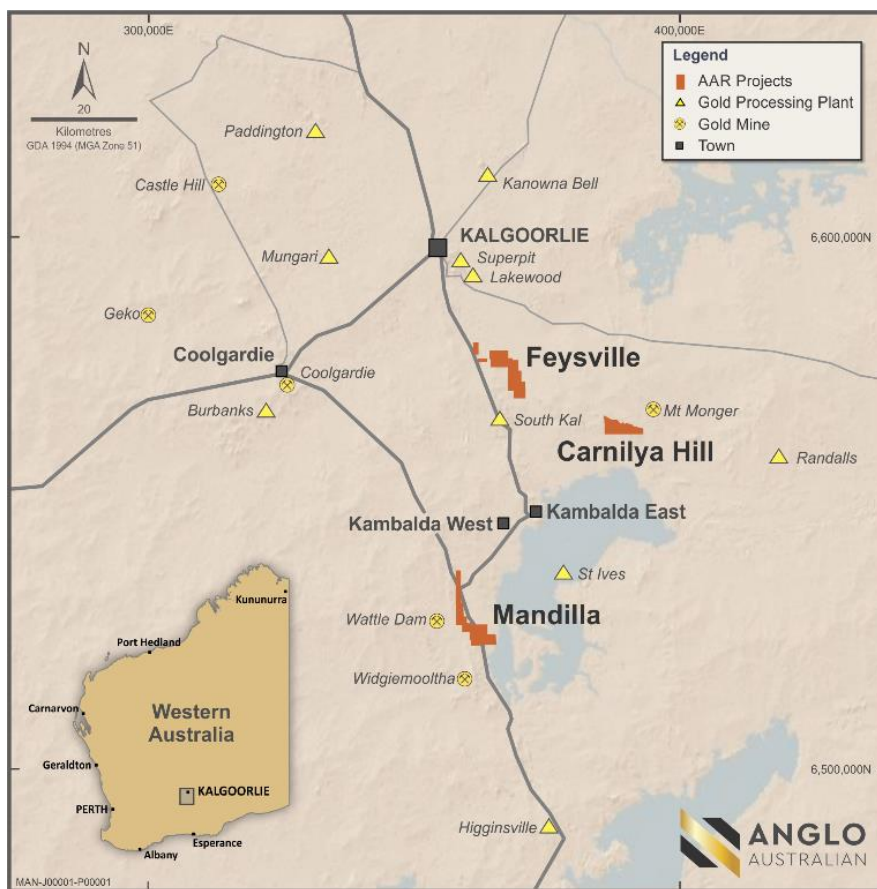 300,000E
400,000E
N
20
Kilometres
GDA 1994 (MGA Zone 51)
Legend
AAR Projects
Gold Processing Plant
Gold Mine
Town
Paddington
Castle Hill
Kanowna Bell
KALGOORLIE
6,600,000N
Mungari
Superpit
Lakewood
Geko
Coolgardie
Coolgardie
Feysville
Burbanks
South Kal
Mt Monger
Carnilya Hill
Randalls
Kambalda West
Kambalda East
St Ives
Wattle Dam
Mandilla
Widgiemooltha
Kununurra
Port Hedland
Carnarvon
Western
Australia
Geraldton
KALGOORLIE
PERTH
Esperance
Albany
6,500,000N
Higginsville
ANGLO
AUSTRALIAN
MAN-J00001-P00001